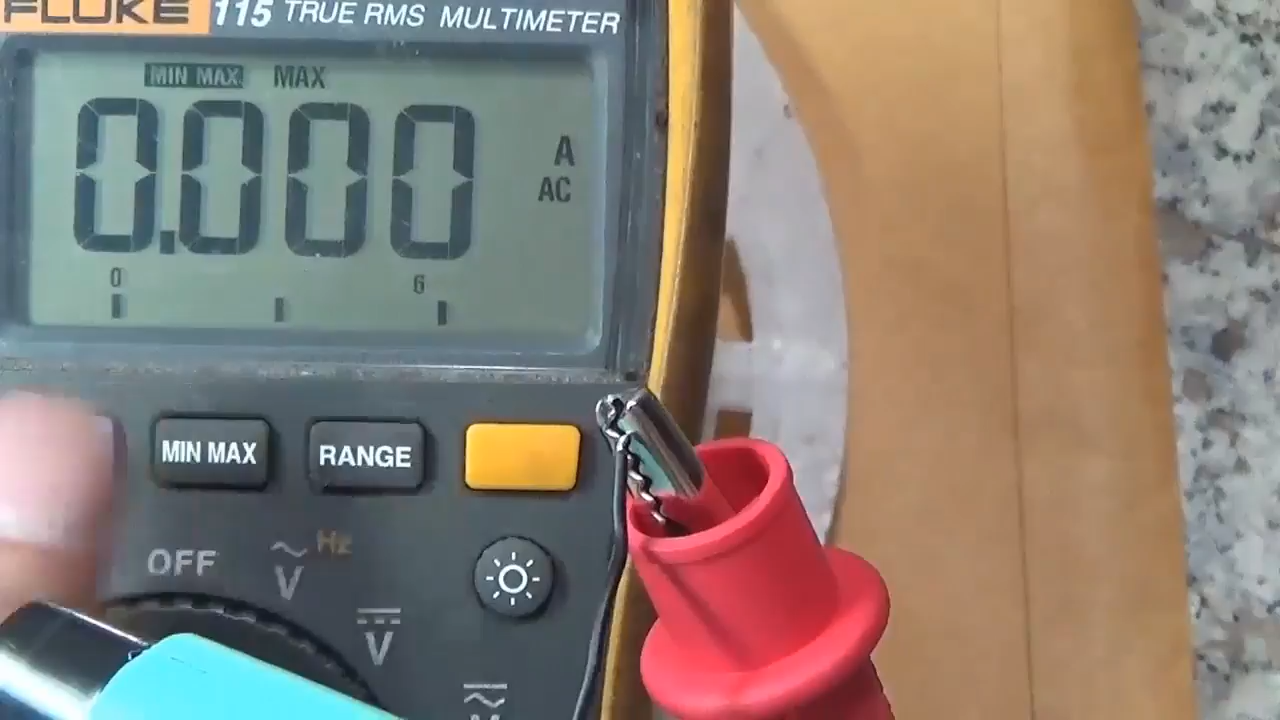 FLUKE 115 TRUE RMS MULTIMETER
MIN MAX MAX
0.000 A
AC
0 6
MIN MAX RANGE
OFF V Hz
V